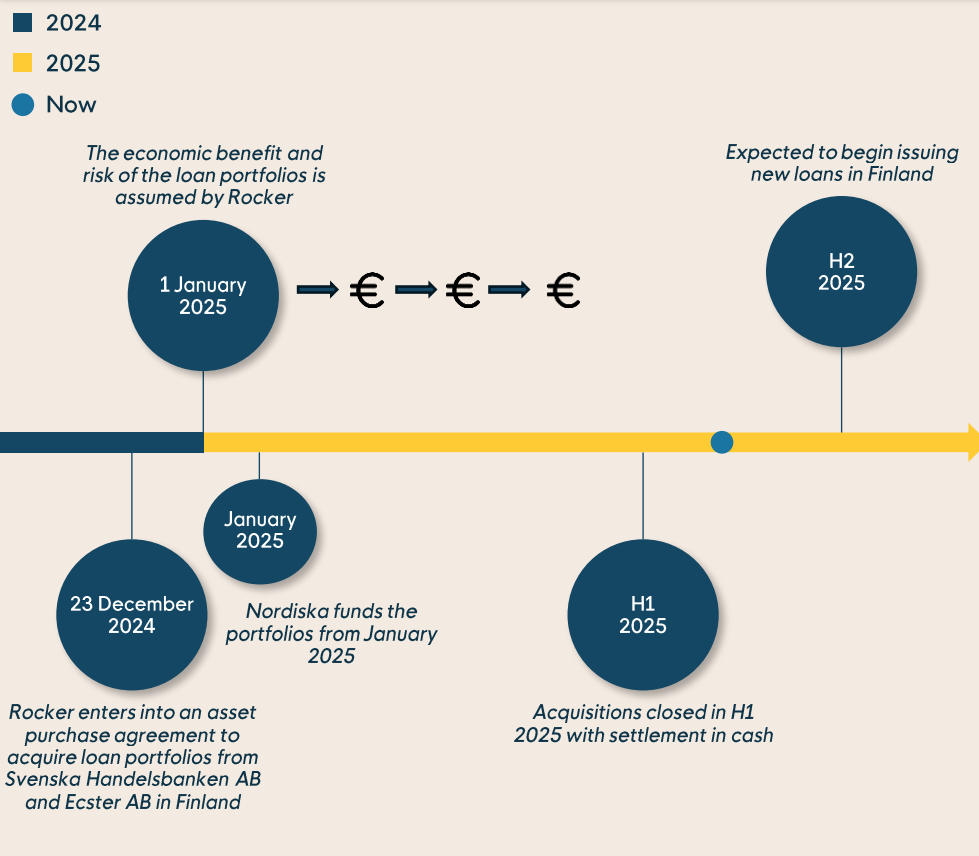 2024
2025
Now
The economic benefit and
risk of the loan portfolios is
assumed by Rocker
1 January
2025
€ € €
Expected to begin issuing
new loans in Finland
H2
2025
23 December
2024
Rocker enters into an asset
purchase agreement to
acquire loan portfolios from
Svenska Handelsbanken AB
and Ecster AB in Finland
January
2025
Nordiska funds the
portfolios from January
2025
H1
2025
Acquisitions closed in H1
2025 with settlement in cash